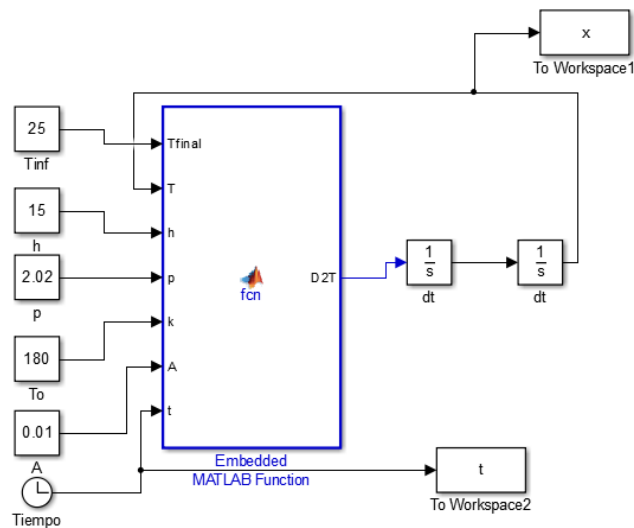 x
To Workspace1
25
Tinf
15
h
2.02
p
180
To
0.01
A
Tiempo
Tfinal
T
h
p
k
A
t
fcn
D2T
Embedded
MATLAB Function
1
s
dt
1
s
dt
t
To Workspace2